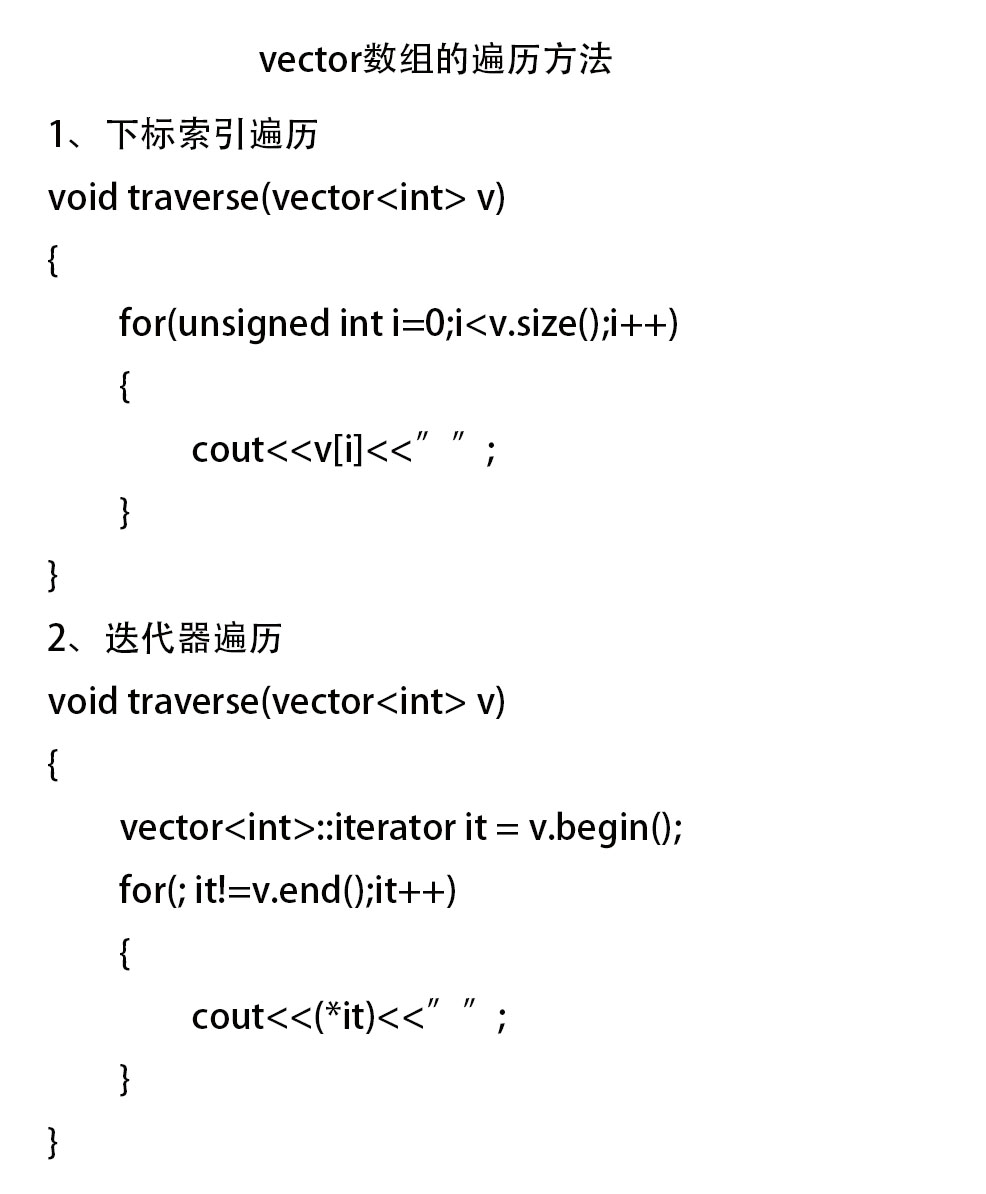 vector数组的遍历方法
1、下标索引遍历
void traverse(vector<int> v)
{
for(unsigned int i=0;i<v.size();i++)
{
cout<<v[i]<<″ ″;
}
}
2、迭代器遍历
void traverse(vector<int> v)
{
vector<int>::iterator it = v.begin();
for(; it!=v.end();it++)
{
cout<<(*it)<<″ ″;
}
}